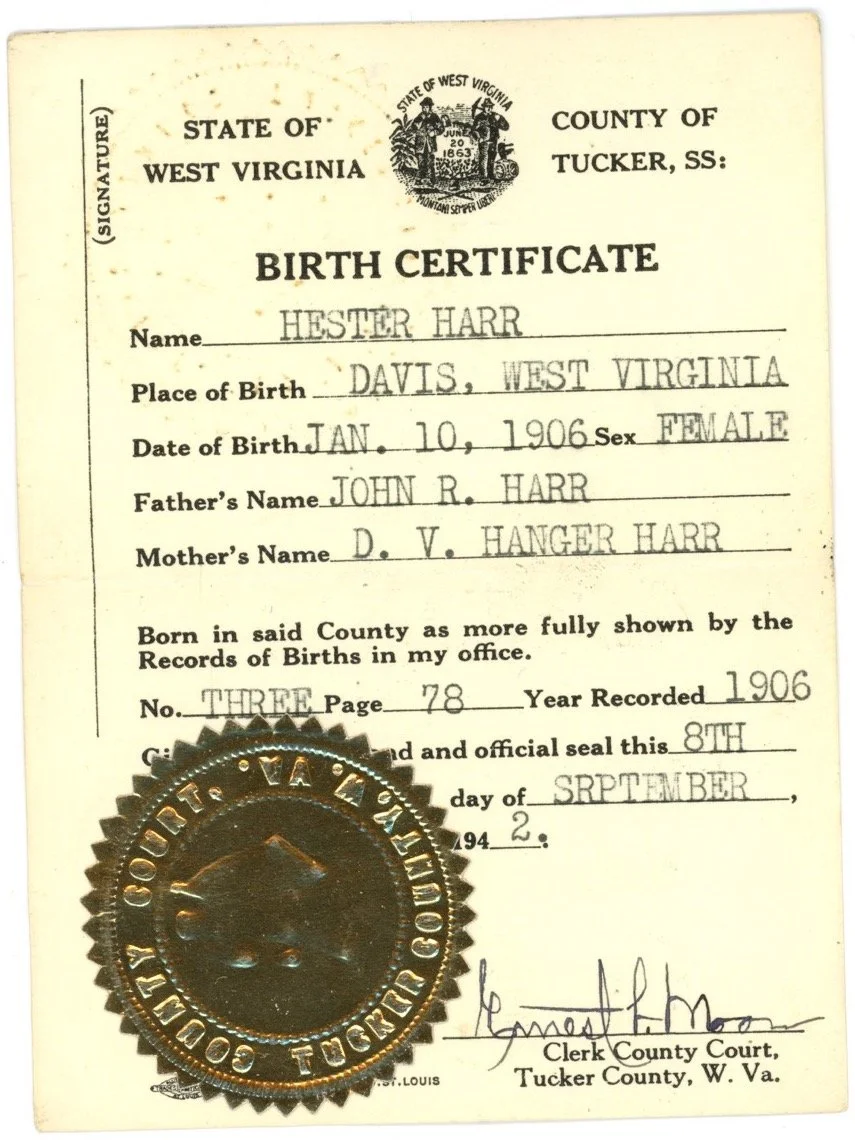 (SIGNATURE)
STATE OF
WEST VIRGINIA
STATE OF WEST VIRGINIA
JUNE
20
1863
MONTANI SEMPER LIBERI
COUNTY OF
TUCKER, SS:
BIRTH CERTIFICATE
Name HESTER HARR
Place of Birth DAVIS, WEST VIRGINIA
Date of Birth JAN. 10, 1906 Sex FEMALE
Father's Name JOHN R. HARR
Mother's Name D. V. HANGER HARR
Born in said County as more fully shown by the
Records of Births in my office.
No. THREE Page 78 Year Recorded 1906
and official seal this 8TH
day of SRPTEMBER,
194 2.
COUNTY COURT, TUCKER COUNTY, W. VA.
Ernest L. Moon
Clerk County Court,
Tucker County, W. Va.
ST. LOUIS